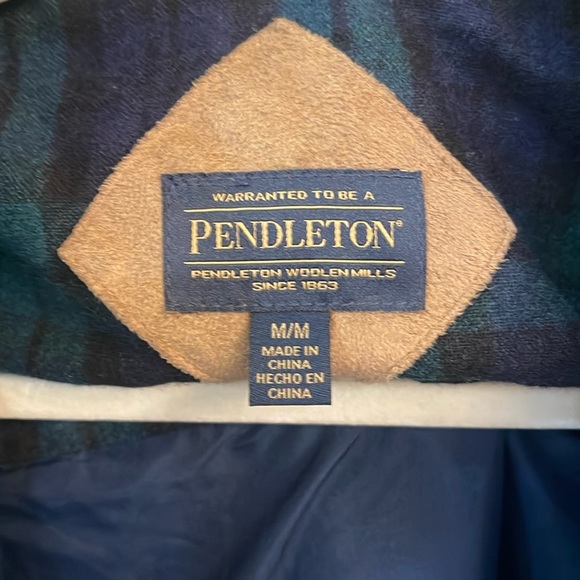 WARRANTED TO BE A
PENDLETON®
PENDLETON WOOLEN MILLS
SINCE 1863
M/M
MADE IN
CHINA
HECHO EN
CHINA